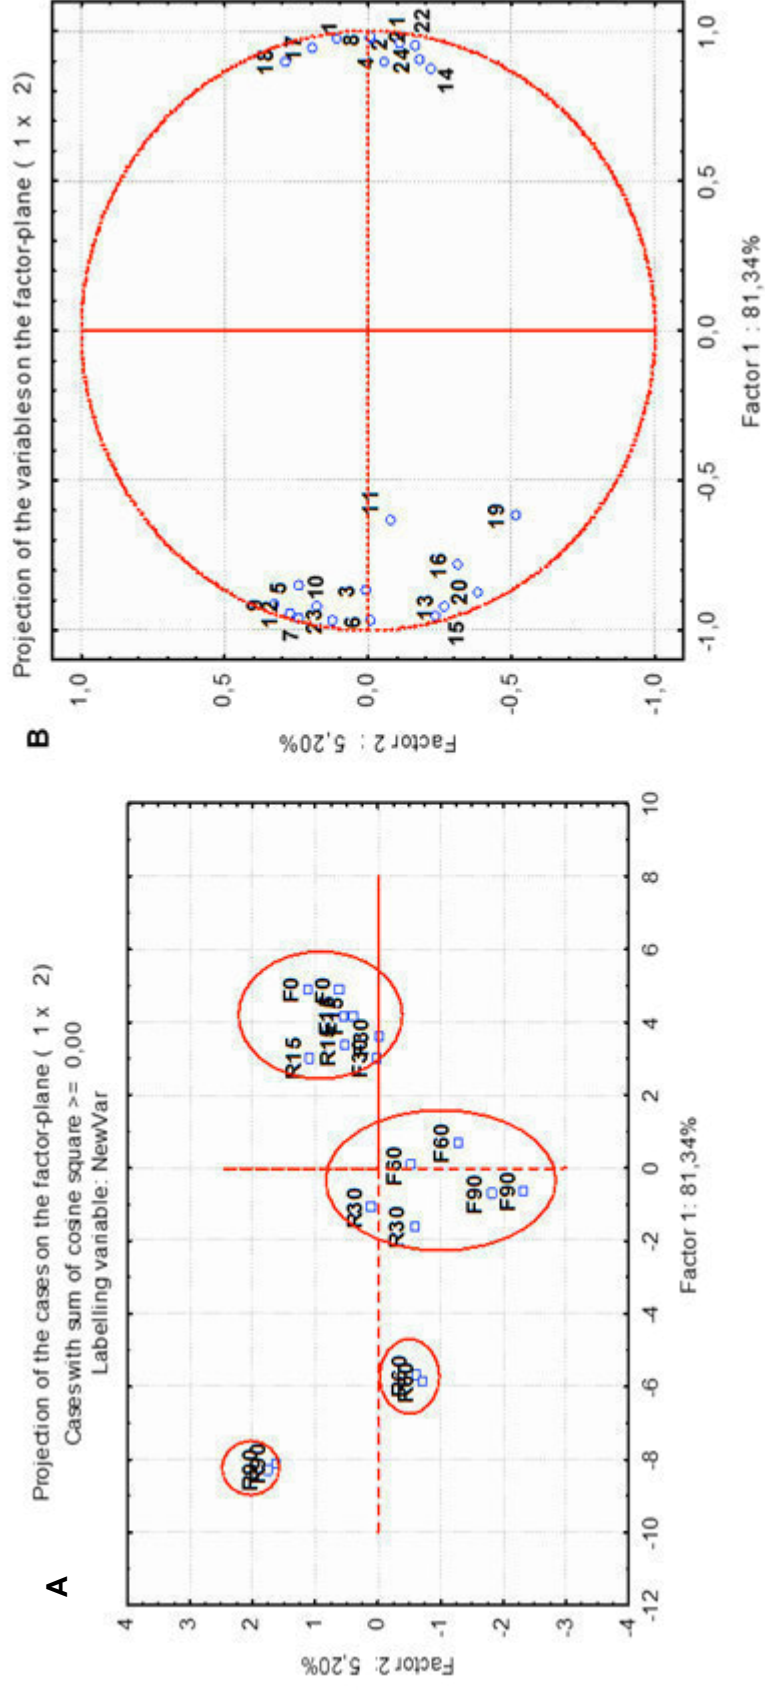 A
Projection of the cases on the factor-plane ( 1 x 2)
Cases with sum of cosine square >= 0,00
Labelling variable: NewVar
4
3
2
1
0
-1
-2
-3
-4
Factor 2: 5,20%
-12
-10
-8
-6
-4
-2
0
2
4
6
8
10
Factor 1: 81,34%
R90
R60
R30
R30
F90
F90
F60
F60
R15
R15
F30
F15
F0
F0
B
Projection of the variables on the factor-plane ( 1 x 2)
1,0
0,5
0,0
-0,5
-1,0
Factor 2 : 5,20%
-1,0
-0,5
0,0
0,5
1,0
Factor 1 : 81,34%
9
12
7
5
10
23
3
6
11
13
15
16
20
19
18
17
1
8
2
4
21
24
22
14